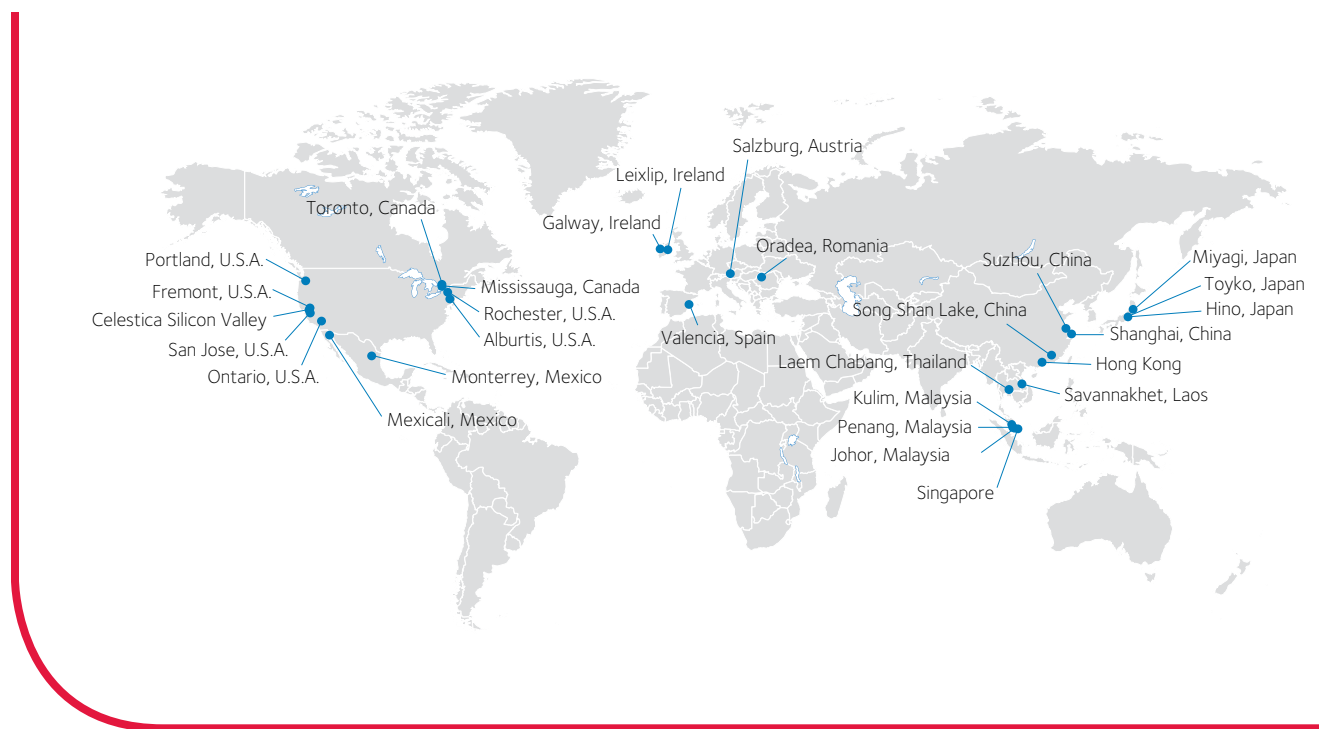 Salzburg, Austria
Leixlip, Ireland
Toronto, Canada
Galway, Ireland
Oradea, Romania
Portland, U.S.A.
Suzhou, China
Miyagi, Japan
Mississauga, Canada
Toyko, Japan
Fremont, U.S.A.
Rochester, U.S.A.
Song Shan Lake, China
Hino, Japan
Celestica Silicon Valley
Alburtis, U.S.A.
Valencia, Spain
Shanghai, China
San Jose, U.S.A.
Laem Chabang, Thailand
Hong Kong
Ontario, U.S.A.
Monterrey, Mexico
Kulim, Malaysia
Savannakhet, Laos
Mexicali, Mexico
Penang, Malaysia
Johor, Malaysia
Singapore